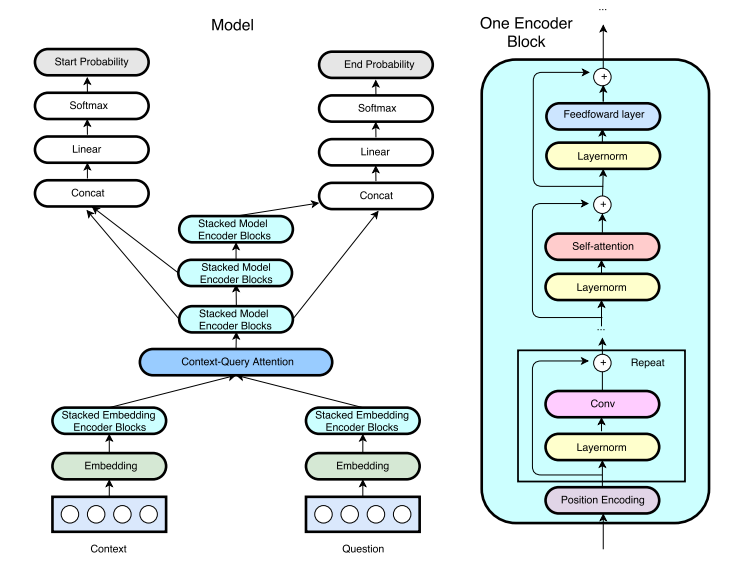 Model
Start Probability
Softmax
Linear
Concat
End Probability
Softmax
Linear
Concat
Stacked Model
Encoder Blocks
Stacked Model
Encoder Blocks
Stacked Model
Encoder Blocks
Context-Query Attention
Stacked Embedding
Encoder Blocks
Stacked Embedding
Encoder Blocks
Embedding
Embedding
Context
Question
One Encoder
Block
...
+
Feedfoward layer
Layernorm
+
Self-attention
Layernorm
...
+
Repeat
Conv
Layernorm
Position Encoding